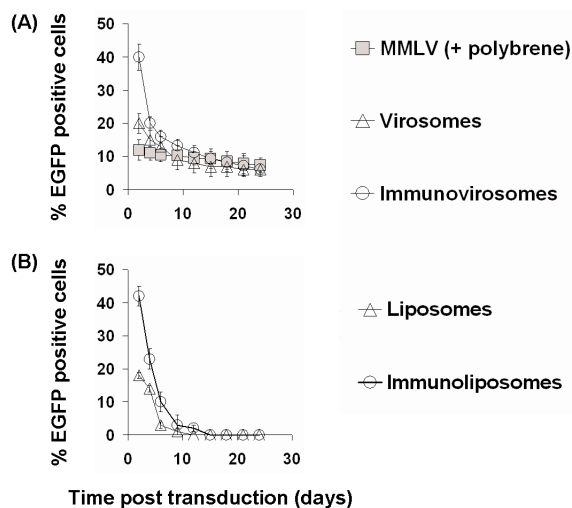 (A)
% EGFP positive cells
50
40
30
20
10
0
0 10 20 30
MMLV (+ polybrene)
Virosomes
Immunovirosomes
(B)
% EGFP positive cells
50
40
30
20
10
0
0 10 20 30
Liposomes
Immunoliposomes
Time post transduction (days)